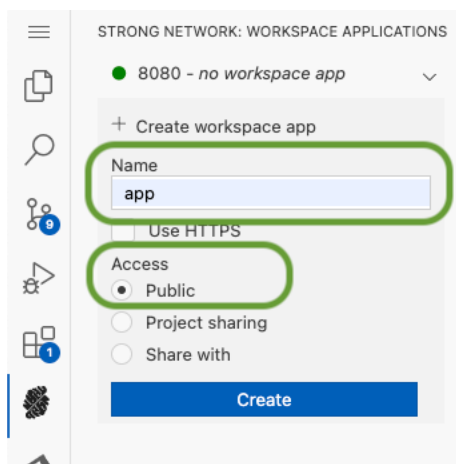 STRONG NETWORK: WORKSPACE APPLICATIONS
8080 - no workspace app
+ Create workspace app
Name
app
Use HTTPS
Access
Public
Project sharing
Share with
Create
9
1